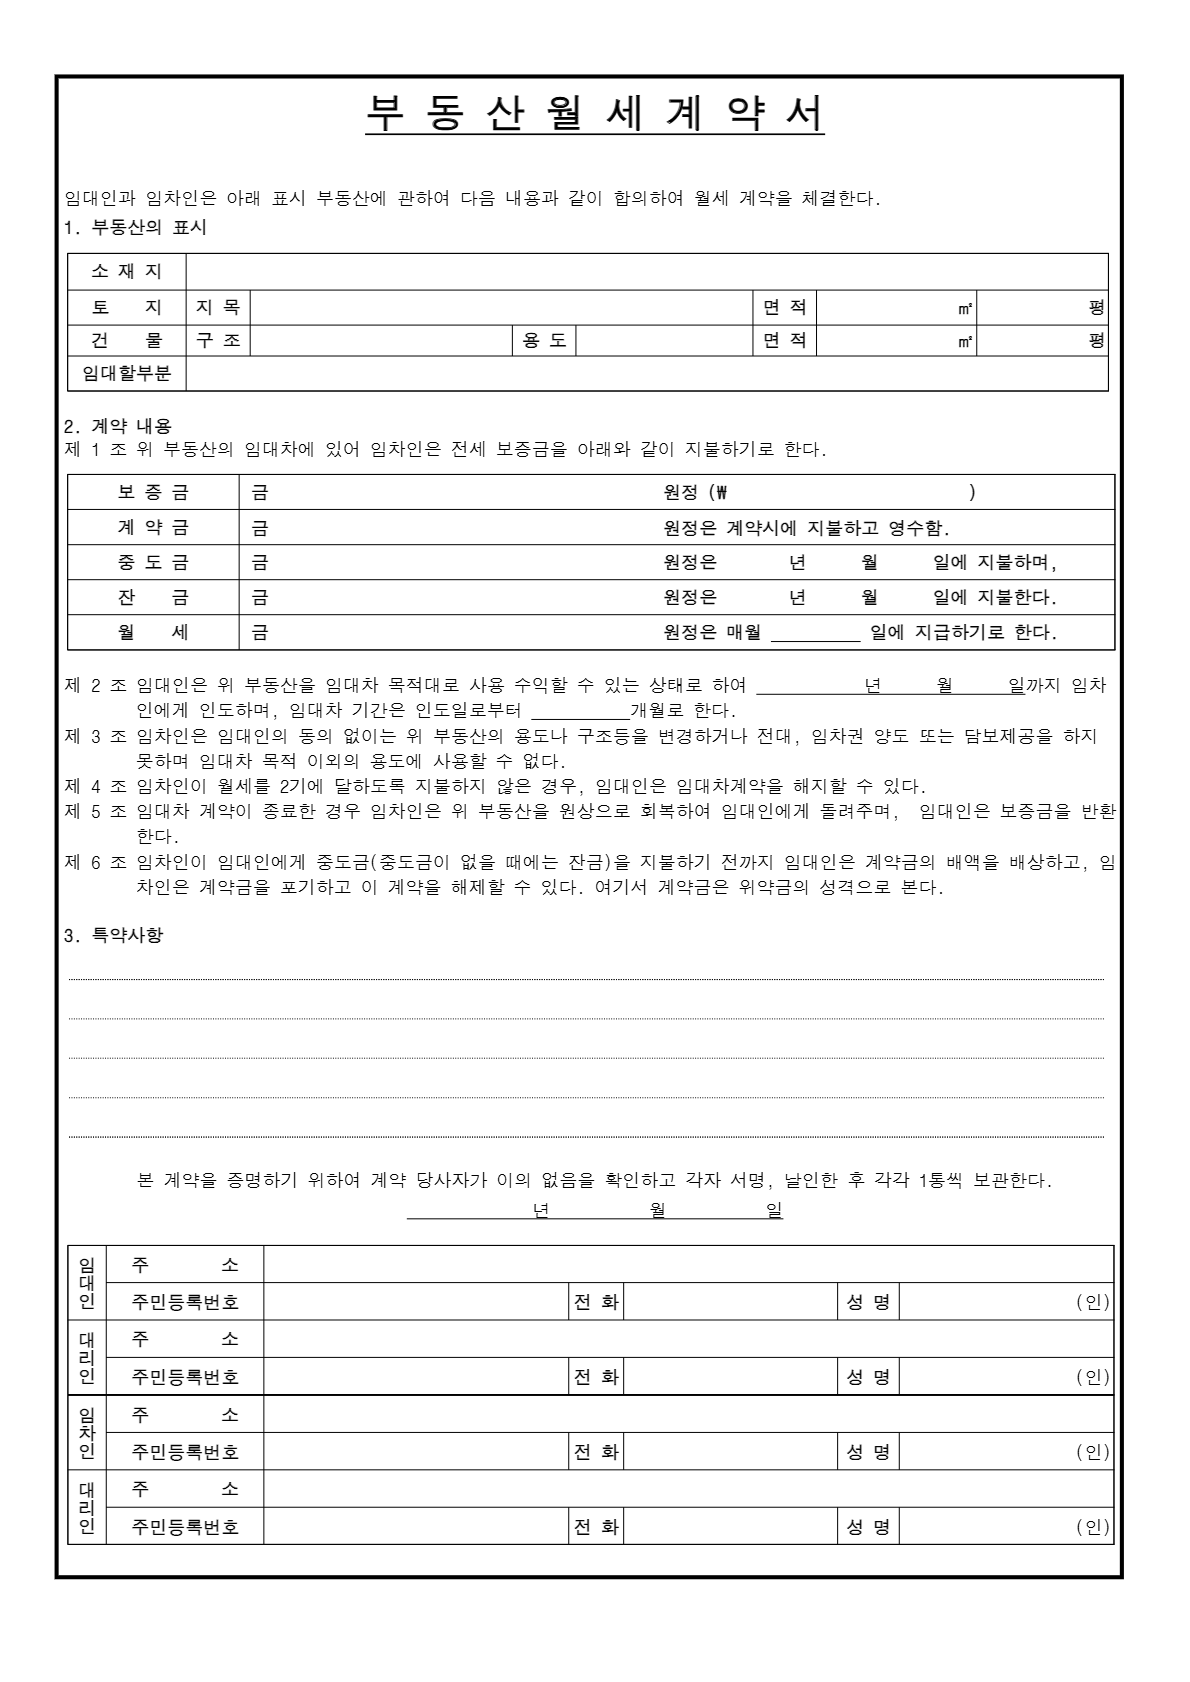 부 동 산 월 세 계 약 서
임대인과 임차인은 아래 표시 부동산에 관하여 다음 내용과 같이 합의하여 월세 계약을 체결한다.
1. 부동산의 표시
소 재 지
토 지 지 목 면 적 ㎡ 평
건 물 구 조 용 도 면 적 ㎡ 평
임대할부분
2. 계약 내용
제 1 조 위 부동산의 임대차에 있어 임차인은 전세 보증금을 아래와 같이 지불하기로 한다.
보 증 금 금 원정 (₩ )
계 약 금 금 원정은 계약시에 지불하고 영수함.
중 도 금 금 원정은 년 월 일에 지불하며,
잔 금 금 원정은 년 월 일에 지불한다.
월 세 금 원정은 매월 _________ 일에 지급하기로 한다.
제 2 조 임대인은 위 부동산을 임대차 목적대로 사용 수익할 수 있는 상태로 하여 ___________년 월 일까지 임차
인에게 인도하며, 임대차 기간은 인도일로부터 __________개월로 한다.
제 3 조 임차인은 임대인의 동의 없이는 위 부동산의 용도나 구조등을 변경하거나 전대, 임차권 양도 또는 담보제공을 하지
못하며 임대차 목적 이외의 용도에 사용할 수 없다.
제 4 조 임차인이 월세를 2기에 달하도록 지불하지 않은 경우, 임대인은 임대차계약을 해지할 수 있다.
제 5 조 임대차 계약이 종료한 경우 임차인은 위 부동산을 원상으로 회복하여 임대인에게 돌려주며, 임대인은 보증금을 반환
한다.
제 6 조 임차인이 임대인에게 중도금(중도금이 없을 때에는 잔금)을 지불하기 전까지 임대인은 계약금의 배액을 배상하고, 임
차인은 계약금을 포기하고 이 계약을 해제할 수 있다. 여기서 계약금은 위약금의 성격으로 본다.
3. 특약사항
본 계약을 증명하기 위하여 계약 당사자가 이의 없음을 확인하고 각자 서명, 날인한 후 각각 1통씩 보관한다.
년 월 일
임대인 주 소
주민등록번호 전 화 성 명 (인)
대리인 주 소
주민등록번호 전 화 성 명 (인)
임차인 주 소
주민등록번호 전 화 성 명 (인)
대리인 주 소
주민등록번호 전 화 성 명 (인)